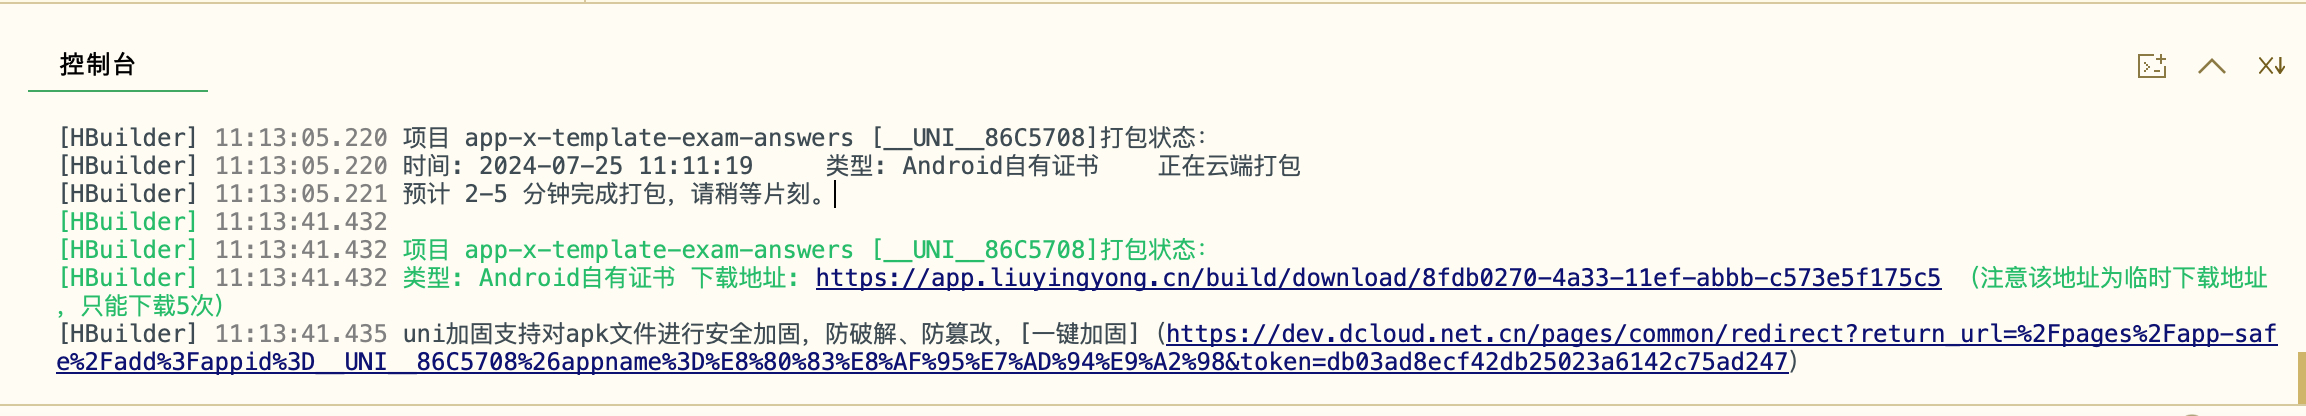 控制台
[HBuilder] 11:13:05.220 项目 app-x-template-exam-answers [__UNI__86C5708]打包状态：
[HBuilder] 11:13:05.220 时间: 2024-07-25 11:11:19     类型: Android自有证书    正在云端打包
[HBuilder] 11:13:05.221 预计 2-5 分钟完成打包，请稍等片刻。
[HBuilder] 11:13:41.432
[HBuilder] 11:13:41.432 项目 app-x-template-exam-answers [__UNI__86C5708]打包状态：
[HBuilder] 11:13:41.432 类型: Android自有证书 下载地址: https://app.liuyingyong.cn/build/download/8fdb0270-4a33-11ef-abbb-c573e5f175c5 （注意该地址为临时下载地址
，只能下载5次）
[HBuilder] 11:13:41.435 uni加固支持对apk文件进行安全加固，防破解、防篡改，[一键加固]（https://dev.dcloud.net.cn/pages/common/redirect?return_url=%2Fpages%2Fapp-saf
e%2Fadd%3Fappid%3D__UNI__86C5708%26appname%3D%E8%80%83%E8%AF%95%E7%AD%94%E9%A2%98&token=db03ad8ecf42db25023a6142c75ad247）